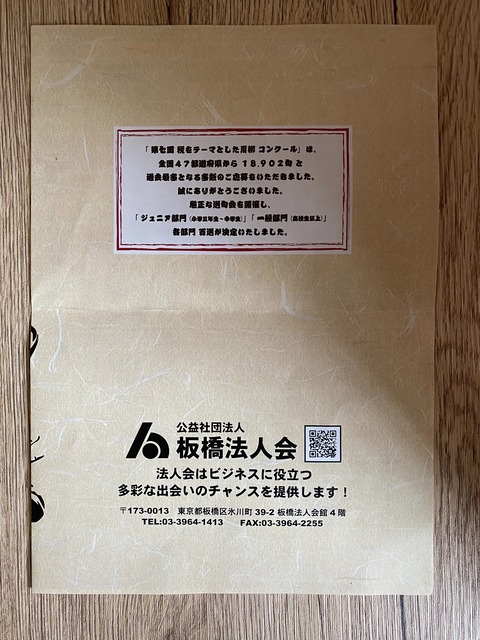 「第七回 税をテーマとした川柳 コンクール」は、
全国47都道府県から 18,902句 と
過去最多となる多数のご応募をいただきました。
誠にありがとうございました。
厳正な選句会を開催し、
「ジュニア部門（小学三年生～中学生）」「一般部門（高校生以上）」
各部門 百選が決定いたしました。
公益社団法人
板橋法人会
法人会はビジネスに役立つ
多彩な出会いのチャンスを提供します！
〒173-0013 東京都板橋区氷川町 39-2 板橋法人会館 4 階
TEL:03-3964-1413 FAX:03-3964-2255